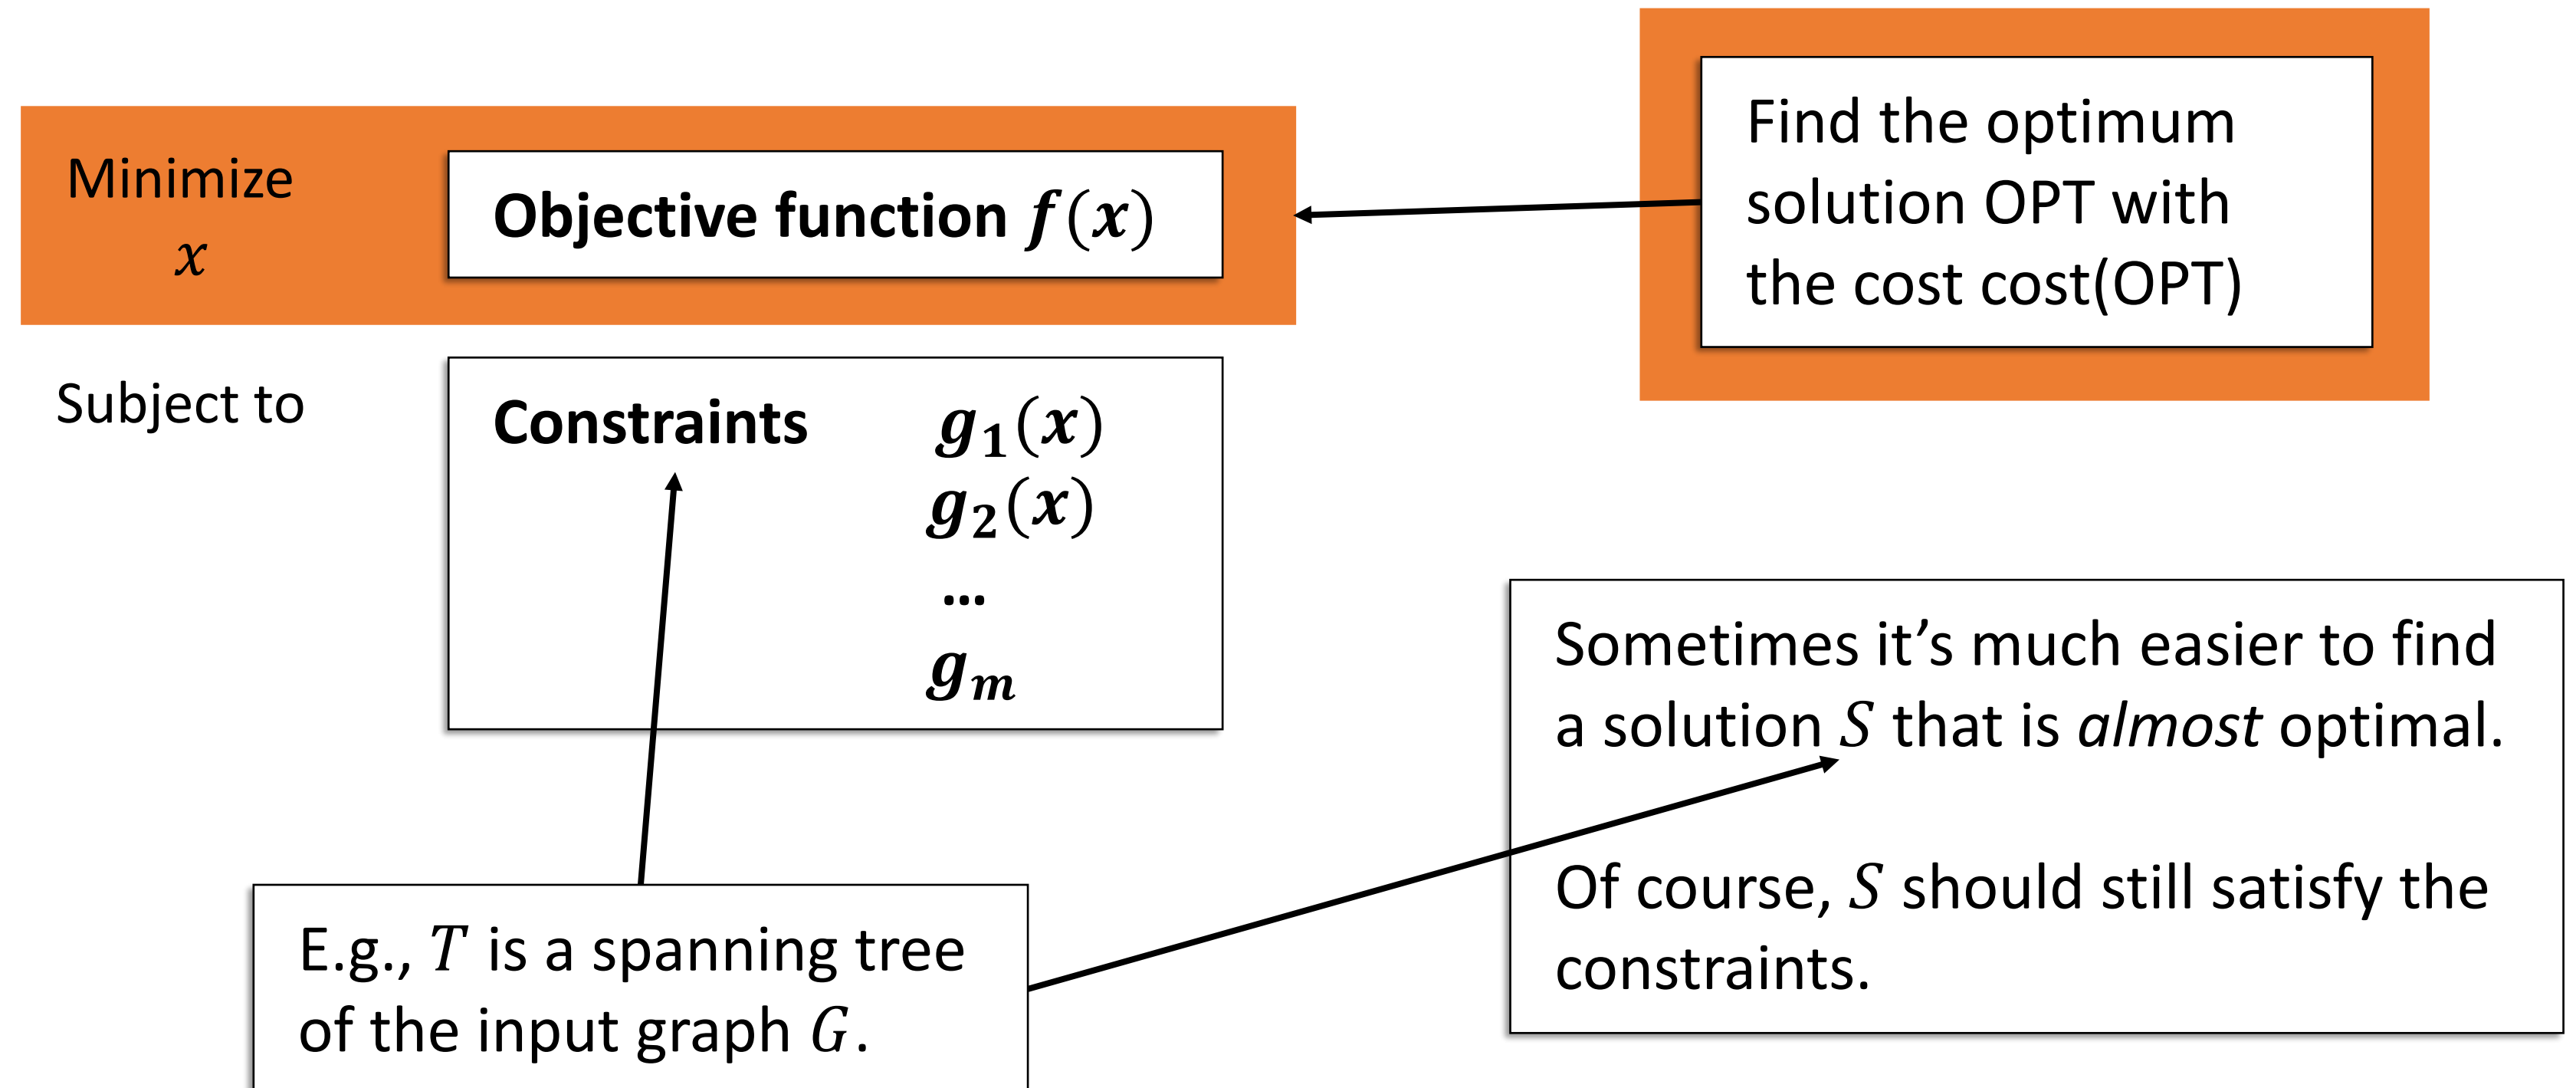 Minimize
x
Objective function f(x)
Find the optimum
solution OPT with
the cost cost(OPT)
Subject to
Constraints g₁(x)
g₂(x)
...
gₘ
Sometimes it’s much easier to find
a solution S that is almost optimal.
Of course, S should still satisfy the
constraints.
E.g., T is a spanning tree
of the input graph G.